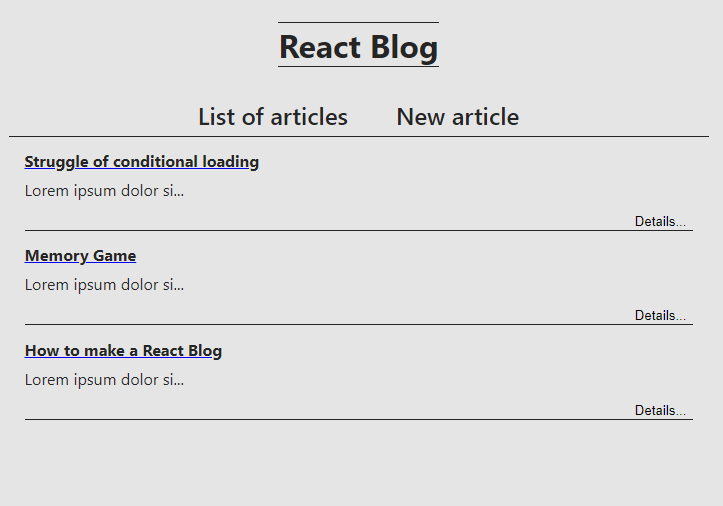 React Blog
List of articles New article
Struggle of conditional loading
Lorem ipsum dolor si...
Details...
Memory Game
Lorem ipsum dolor si...
Details...
How to make a React Blog
Lorem ipsum dolor si...
Details...